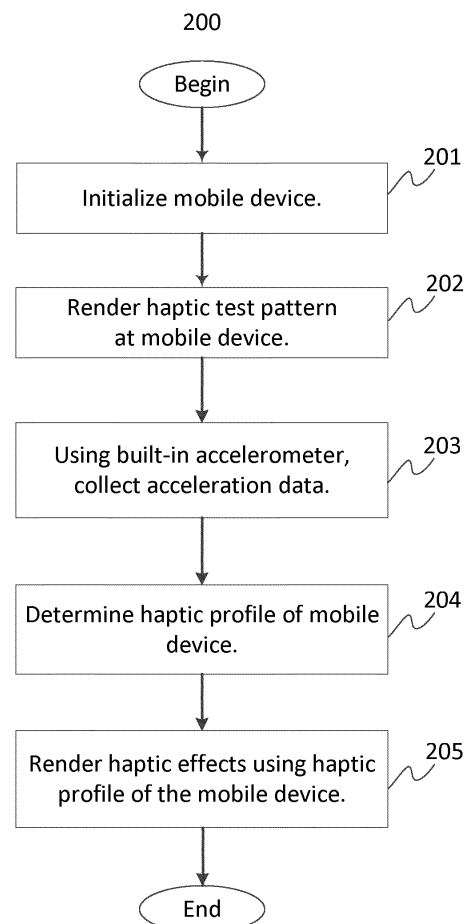 200
Begin
201
Initialize mobile device.
202
Render haptic test pattern
at mobile device.
203
Using built-in accelerometer,
collect acceleration data.
204
Determine haptic profile of mobile
device.
205
Render haptic effects using haptic
profile of the mobile device.
End